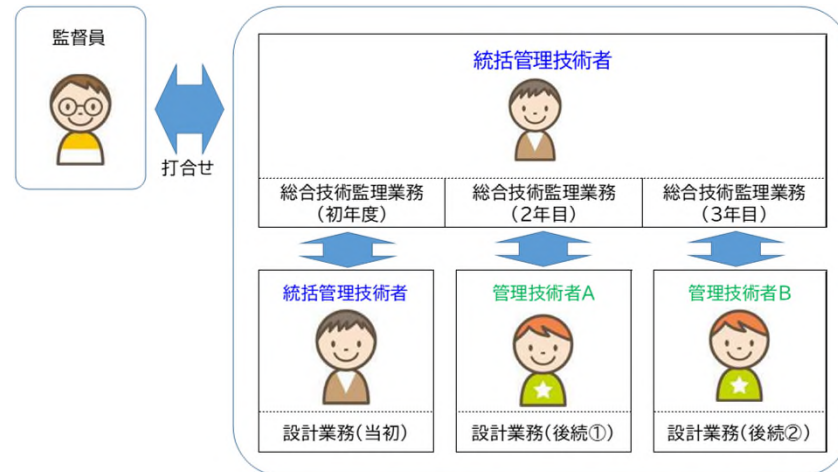 監督員
打合せ
統括管理技術者
総合技術監理業務
（初年度）
総合技術監理業務
（2年目）
総合技術監理業務
（3年目）
統括管理技術者
設計業務（当初）
管理技術者A
設計業務（後続①）
管理技術者B
設計業務（後続②）